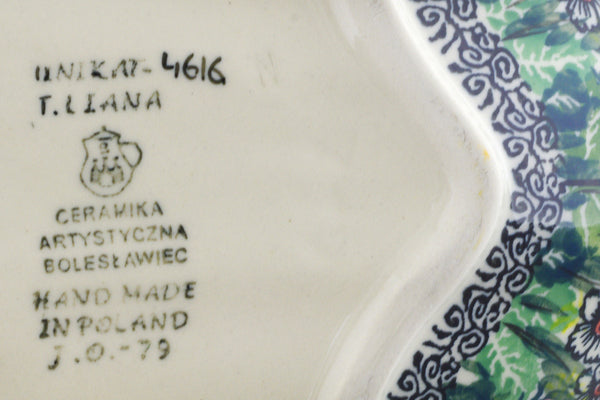 UNIKAT-4616
T.LIANA
CERAMIKA
ARTYSTYCZNA
BOLESŁAWIEC
HAND MADE
IN POLAND
J.O.-79